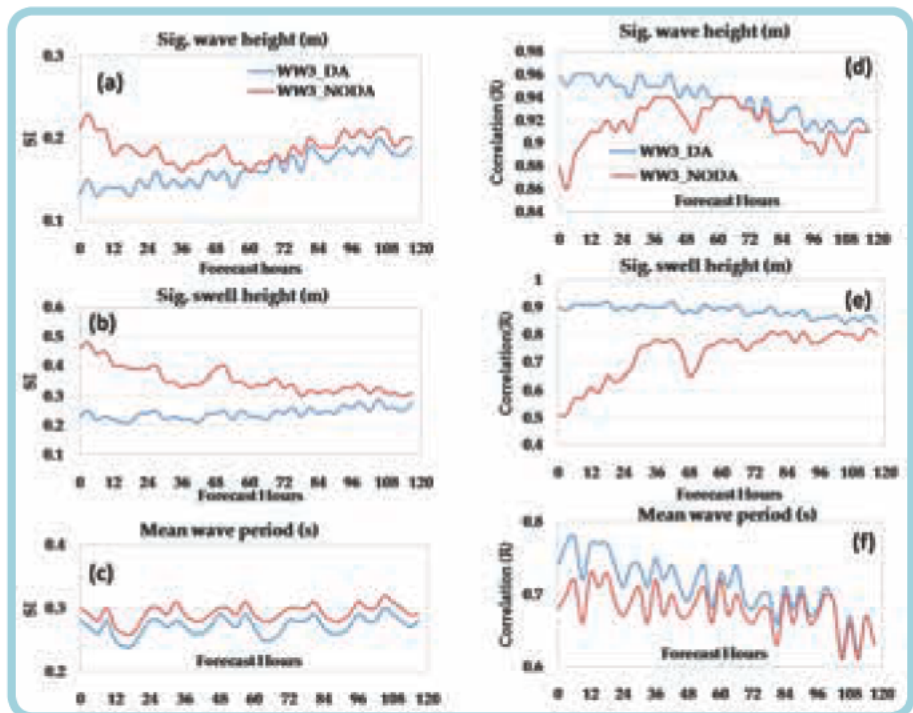 Sig. wave height (m)
0.3
(a)
WW3_DA
WW3_NODA
SI
0.2
0.1
0 12 24 36 48 60 72 84 96 108 120
Forecast hours
Sig. swell height (m)
0.6
(b)
0.5
SI
0.4
0.3
0.2
0.1
0 12 24 36 48 60 72 84 96 108 120
Forecast Hours
Mean wave period (s)
0.4
(c)
SI
0.3
0.2
Forecast Hours
0 12 24 36 48 60 72 84 96 108 120
Sig. wave height (m)
0.98
(d)
0.96
0.94
Correlation (R)
0.92
0.90
WW3_DA
0.88
WW3_NODA
0.86
Forecast Hours
0.84
0 12 24 36 48 60 72 84 96 108 120
Sig. swell height (m)
1
(e)
0.9
0.8
Correlation(R)
0.7
0.6
0.5
0.4
0 12 24 36 48 60 72 84 96 108 120
Forecast Hours
Mean wave period (s)
0.8
(f)
Correlation (R)
0.7
Forecast Hours
0.6
0 12 24 36 48 60 72 84 96 108 120